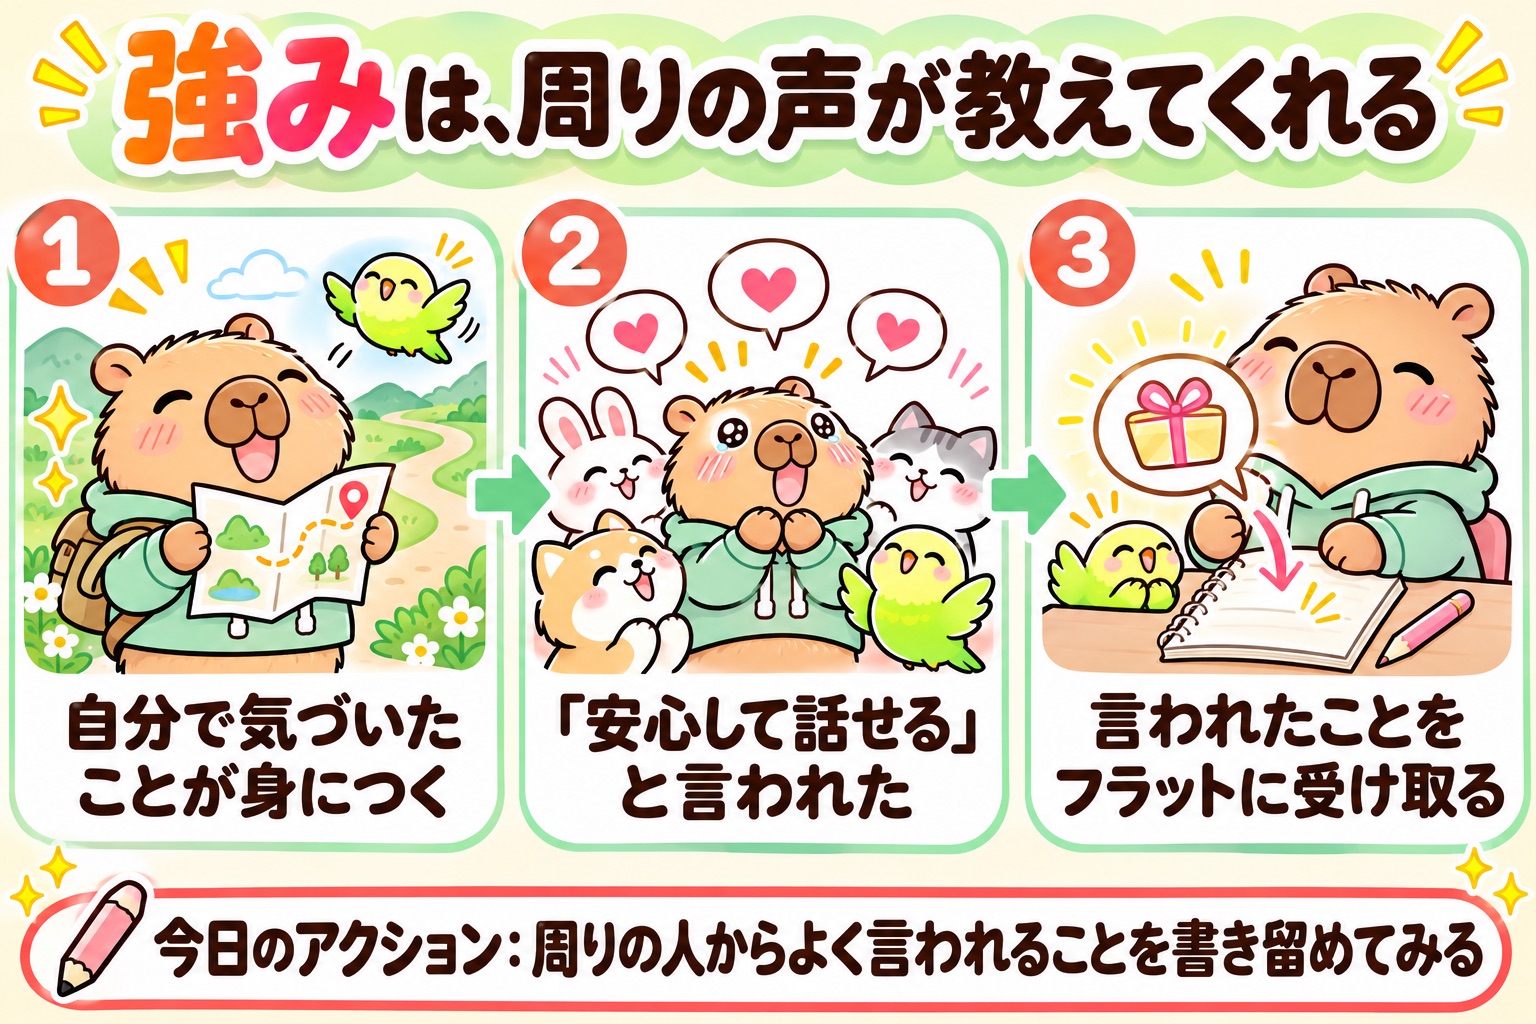 強みは、周りの声が教えてくれる
1
自分で気づいた
ことが身につく
2
「安心して話せる」
と言われた
3
言われたことを
フラットに受け取る
今日のアクション：周りの人からよく言われることを書き留めてみる